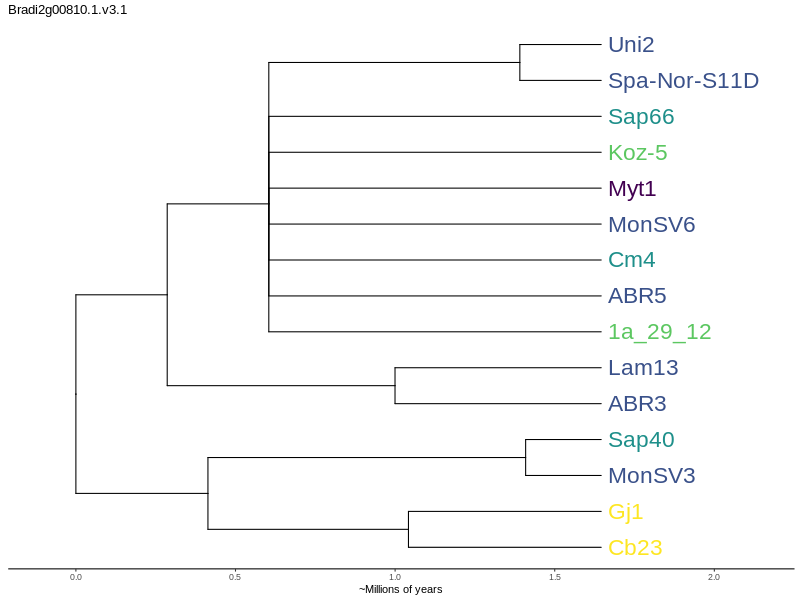 Bradi2g00810.1.v3.1
Uni2
Spa-Nor-S11D
Sap66
Koz-5
Myt1
MonSV6
Cm4
ABR5
1a_29_12
Lam13
ABR3
Sap40
MonSV3
Gj1
Cb23
0.0 0.5 1.0 1.5 2.0
~Millions of years